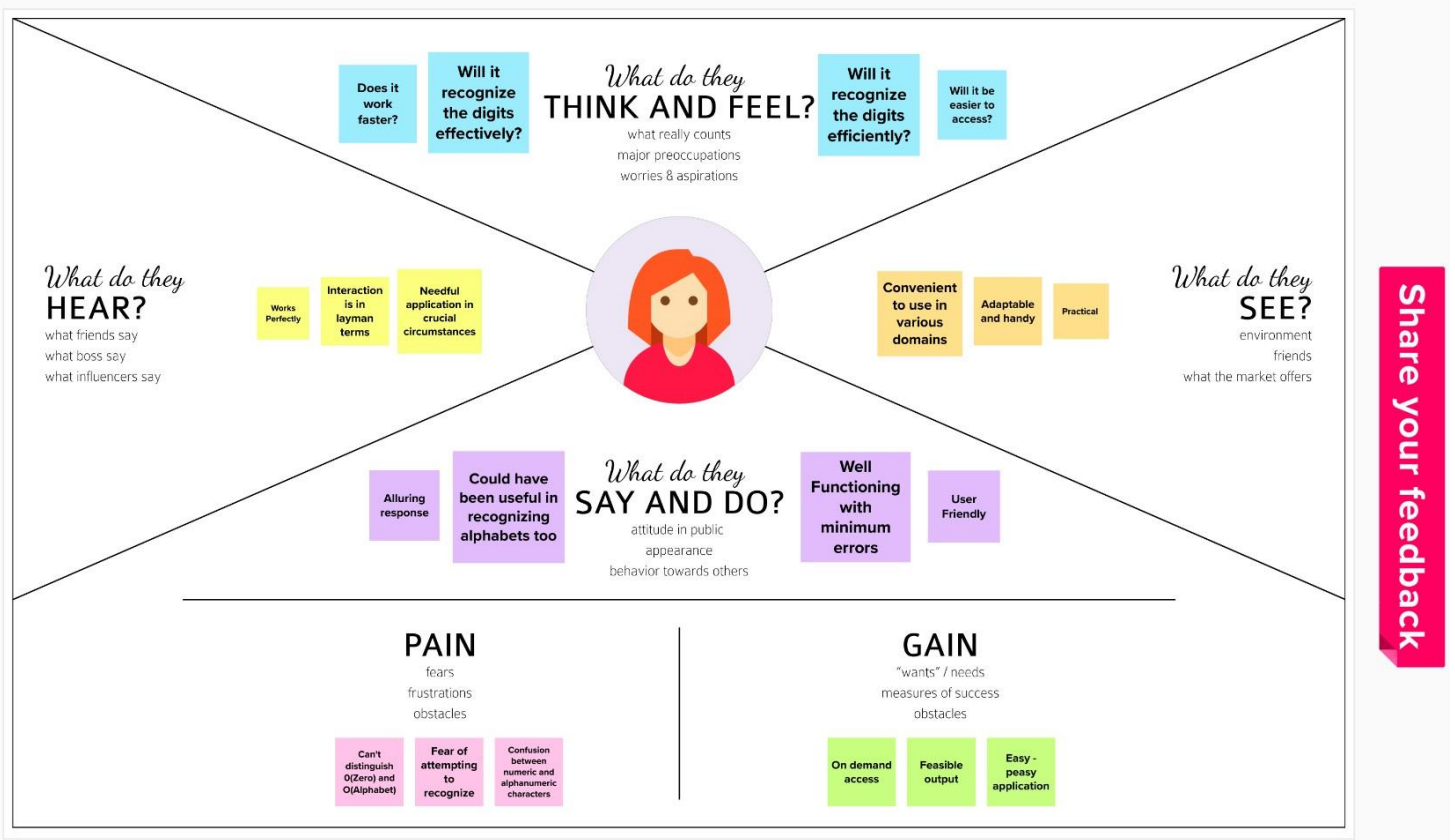 Does it
work
faster?
Will it
recognize
the digits
effectively?
What do they
THINK AND FEEL?
what really counts
major preoccupations
worries & aspirations
Will it
recognize
the digits
efficiently?
Will it be
easier to
access?
What do they
HEAR?
what friends say
what boss say
what influencers say
Works
Perfectly
Interaction
is in
layman
terms
Needful
application in
crucial
circumstances
Convenient
to use in
various
domains
Adaptable
and handy
Practical
What do they
SEE?
environment
friends
what the market offers
Alluring
response
Could have
been useful in
recognizing
alphabets too
What do they
SAY AND DO?
attitude in public
appearance
behavior towards others
Well
Functioning
with
minimum
errors
User
Friendly
PAIN
fears
frustrations
obstacles
Can't
distinguish
0(Zero) and
O(Alphabet)
Fear of
attempting
to
recognize
Confusion
between
numeric and
alphanumeric
characters
GAIN
"wants" / needs
measures of success
obstacles
On demand
access
Feasible
output
Easy -
peasy
application
Share your feedback